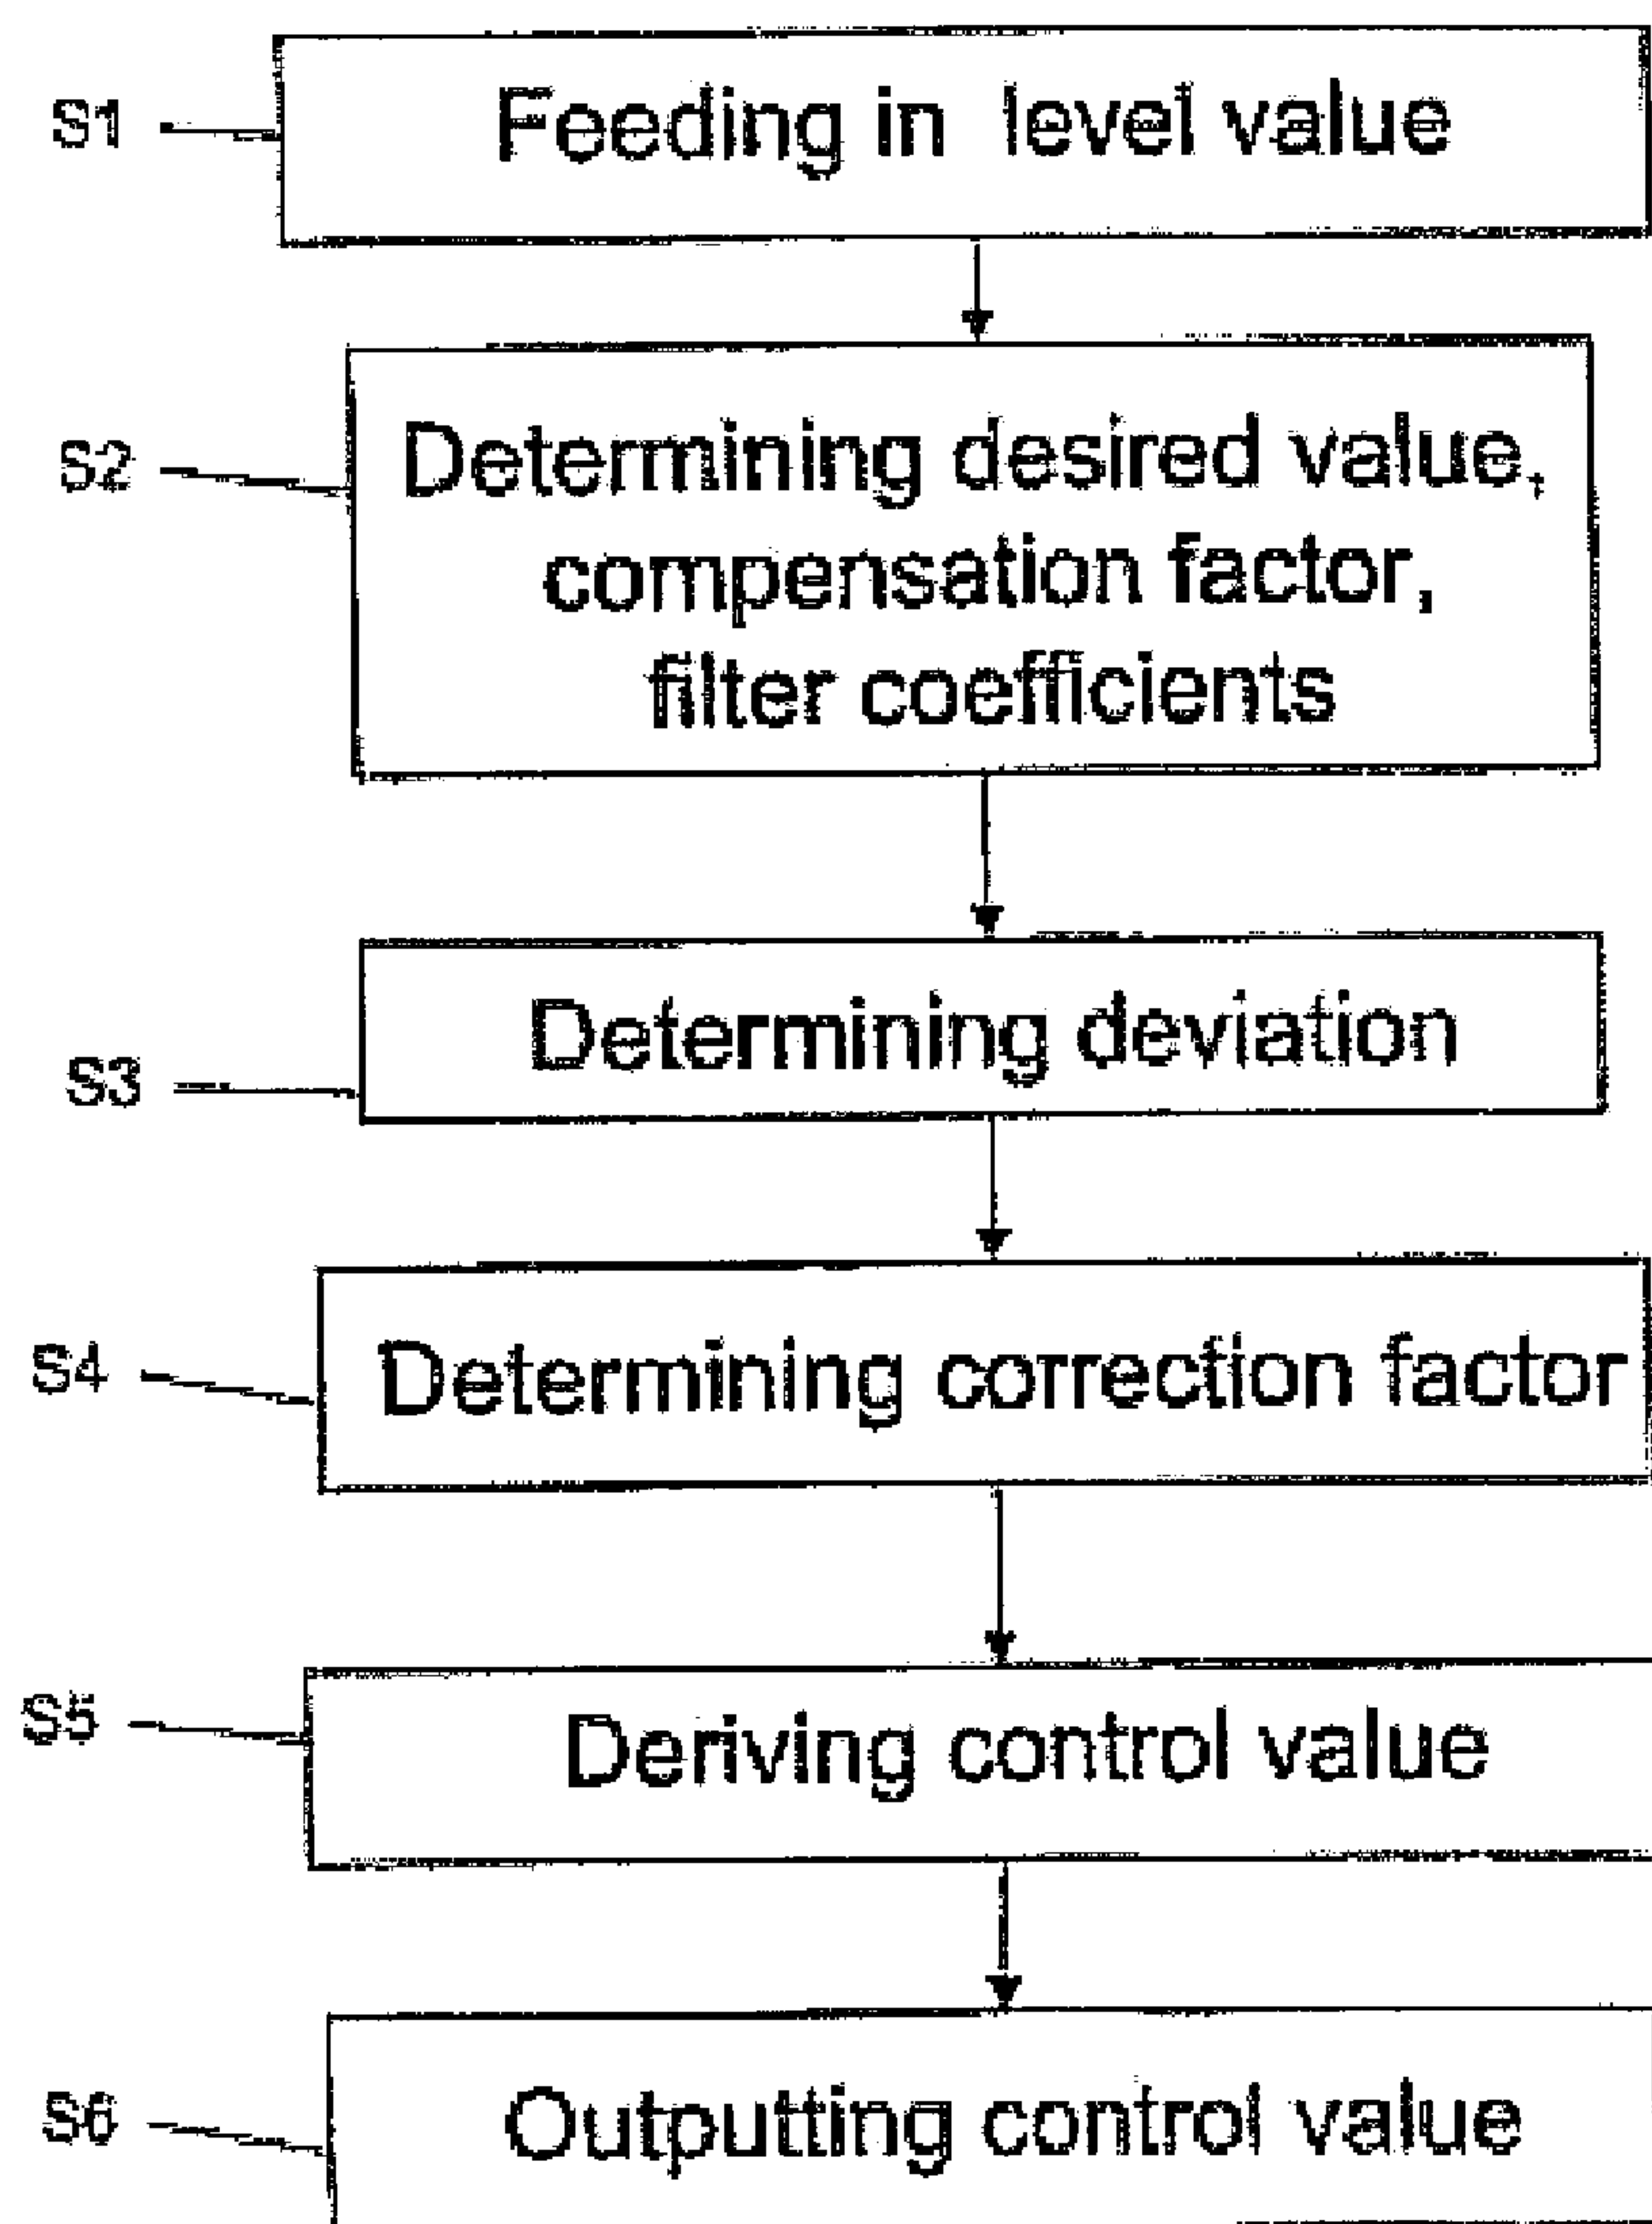 S1
Feeding in level value
S2
Determining desired value,
compensation factor,
filter coefficients
S3
Determining deviation
S4
Determining correction factor
S5
Deriving control value
S6
Outputting control value